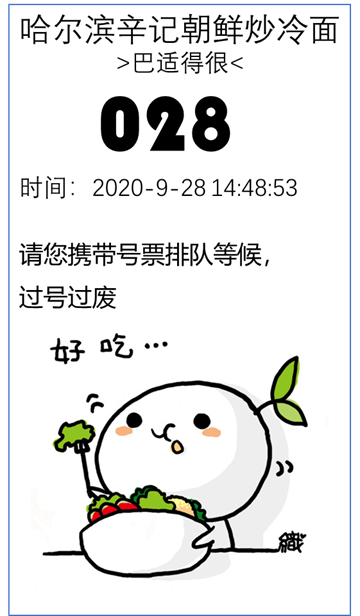 哈尔滨辛记朝鲜炒冷面
>巴适得很<
028
时间：2020-9-28 14:48:53
请您携带号票排队等候，
过号过废
好吃…
織